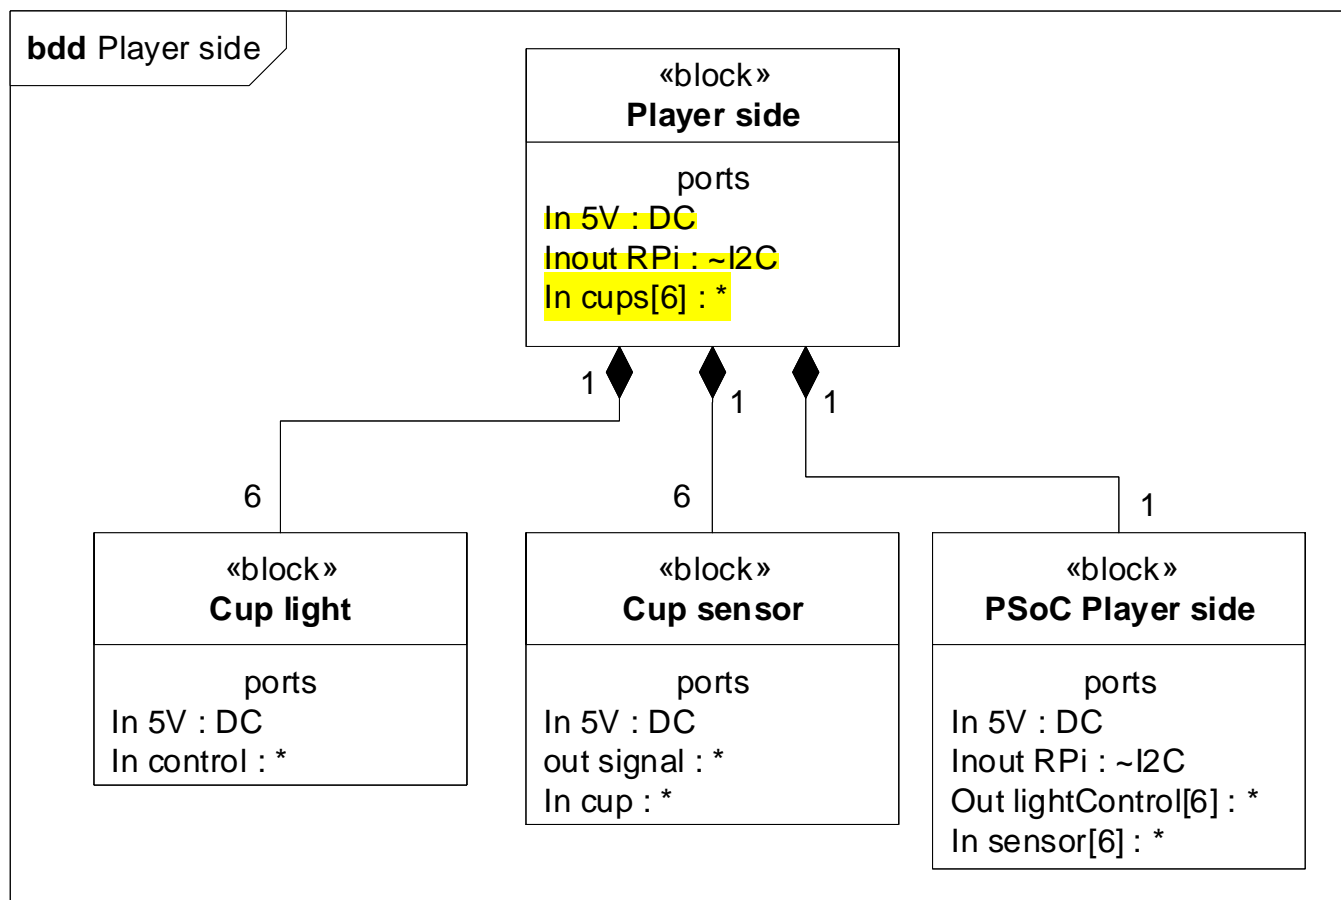 bdd Player side
«block»
Player side
ports
In 5V : DC
Inout RPi : ~I2C
In cups[6] : *
1
1
1
6
6
1
«block»
Cup light
ports
In 5V : DC
In control : *
«block»
Cup sensor
ports
In 5V : DC
out signal : *
In cup : *
«block»
PSoC Player side
ports
In 5V : DC
Inout RPi : ~I2C
Out lightControl[6] : *
In sensor[6] : *